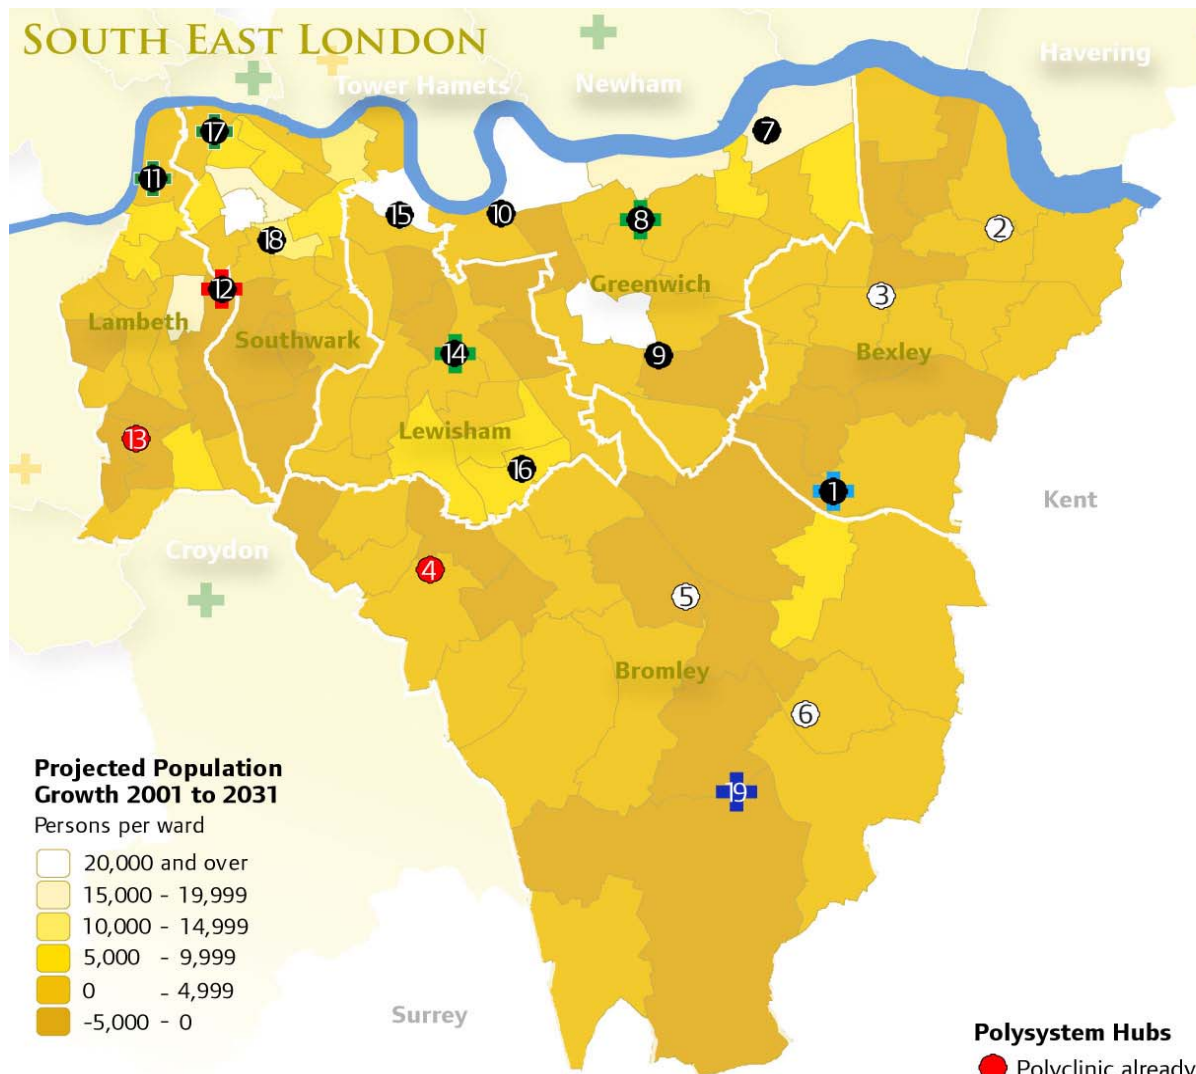 SOUTH EAST LONDON
Havering
Tower Hamets
Newham
17
7
11
8
15
10
2
18
Greenwich
12
3
Lambeth
Southwark
14
9
Bexley
13
Lewisham
16
1
Kent
Croydon
4
5
Bromley
6
19
Projected Population
Growth 2001 to 2031
Persons per ward
20,000 and over
15,000 - 19,999
10,000 - 14,999
5,000 - 9,999
0 - 4,999
-5,000 - 0
Surrey
Polysystem Hubs
Polyclinic already